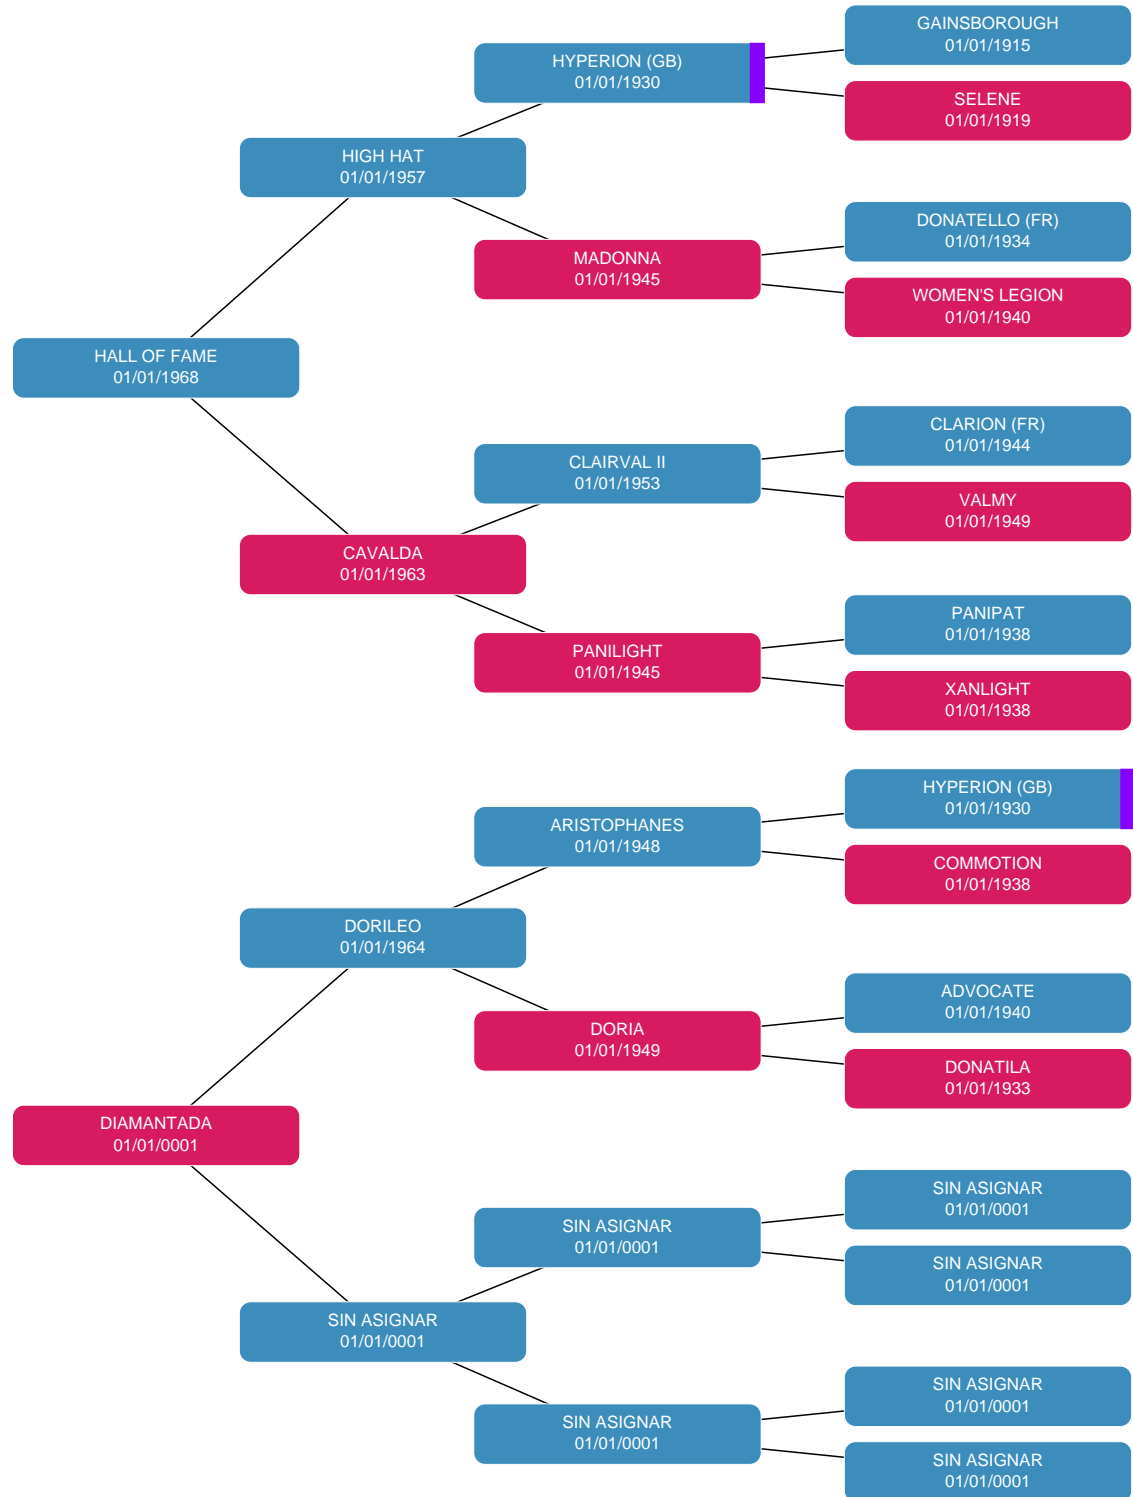 GAINSBOROUGH
01/01/1915
HYPERION (GB)
01/01/1930
SELENE
01/01/1919
HIGH HAT
01/01/1957
DONATELLO (FR)
01/01/1934
MADONNA
01/01/1945
WOMEN'S LEGION
01/01/1940
HALL OF FAME
01/01/1968
CLARION (FR)
01/01/1944
CLAIRVAL II
01/01/1953
VALMY
01/01/1949
CAVALDA
01/01/1963
PANIPAT
01/01/1938
PANILIGHT
01/01/1945
XANLIGHT
01/01/1938
HYPERION (GB)
01/01/1930
ARISTOPHANES
01/01/1948
COMMOTION
01/01/1938
DORILEO
01/01/1964
ADVOCATE
01/01/1940
DORIA
01/01/1949
DONATILA
01/01/1933
DIAMANTADA
01/01/0001
SIN ASIGNAR
01/01/0001
SIN ASIGNAR
01/01/0001
SIN ASIGNAR
01/01/0001
SIN ASIGNAR
01/01/0001
SIN ASIGNAR
01/01/0001
SIN ASIGNAR
01/01/0001
SIN ASIGNAR
01/01/0001